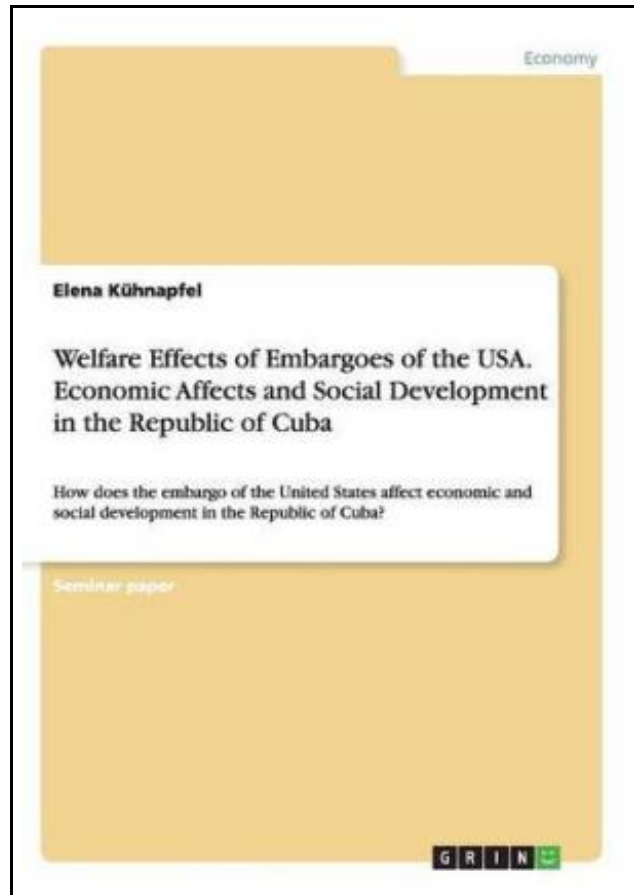 Economy
Elena Kühnapfel
Welfare Effects of Embargoes of the USA.
Economic Affects and Social Development
in the Republic of Cuba
How does the embargo of the United States affect economic and
social development in the Republic of Cuba?
Seminar paper
GRIN